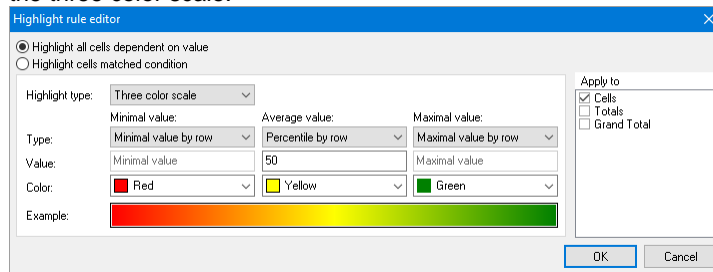 the three color scale.
Highlight rule editor
Highlight all cells dependent on value
Highlight cells matched condition
Highlight type: Three color scale
Minimal value: Average value: Maximal value:
Type: Minimal value by row Percentile by row Maximal value by row
Value: Minimal value 50 Maximal value
Color: Red Yellow Green
Example:
Apply to
Cells
Totals
Grand Total
OK Cancel